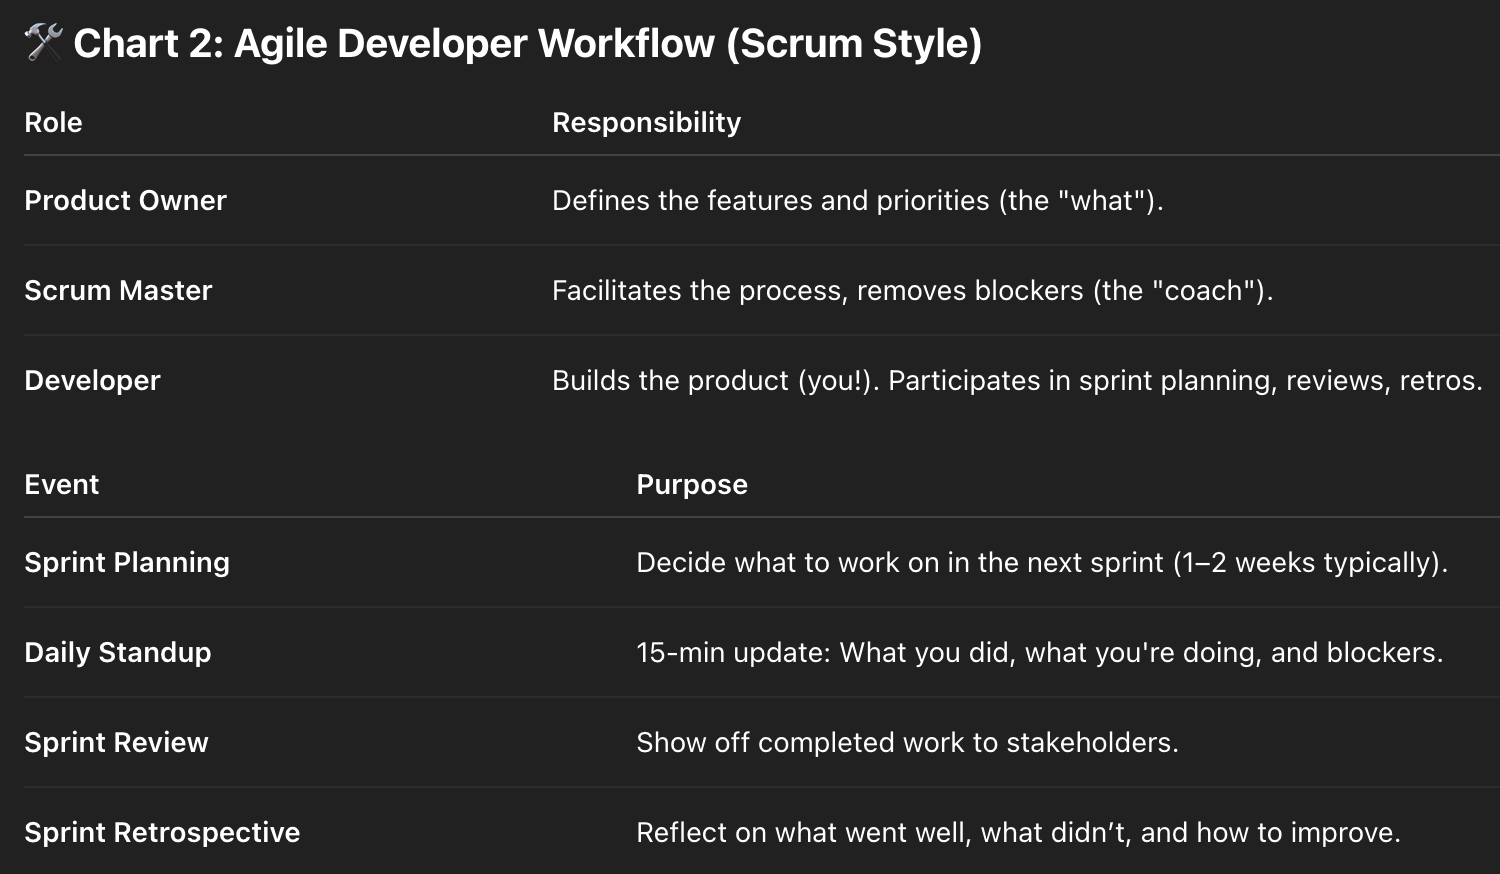 🛠️ Chart 2: Agile Developer Workflow (Scrum Style)
Role Responsibility
Product Owner Defines the features and priorities (the "what").
Scrum Master Facilitates the process, removes blockers (the "coach").
Developer Builds the product (you!). Participates in sprint planning, reviews, retros.
Event Purpose
Sprint Planning Decide what to work on in the next sprint (1–2 weeks typically).
Daily Standup 15-min update: What you did, what you're doing, and blockers.
Sprint Review Show off completed work to stakeholders.
Sprint Retrospective Reflect on what went well, what didn’t, and how to improve.